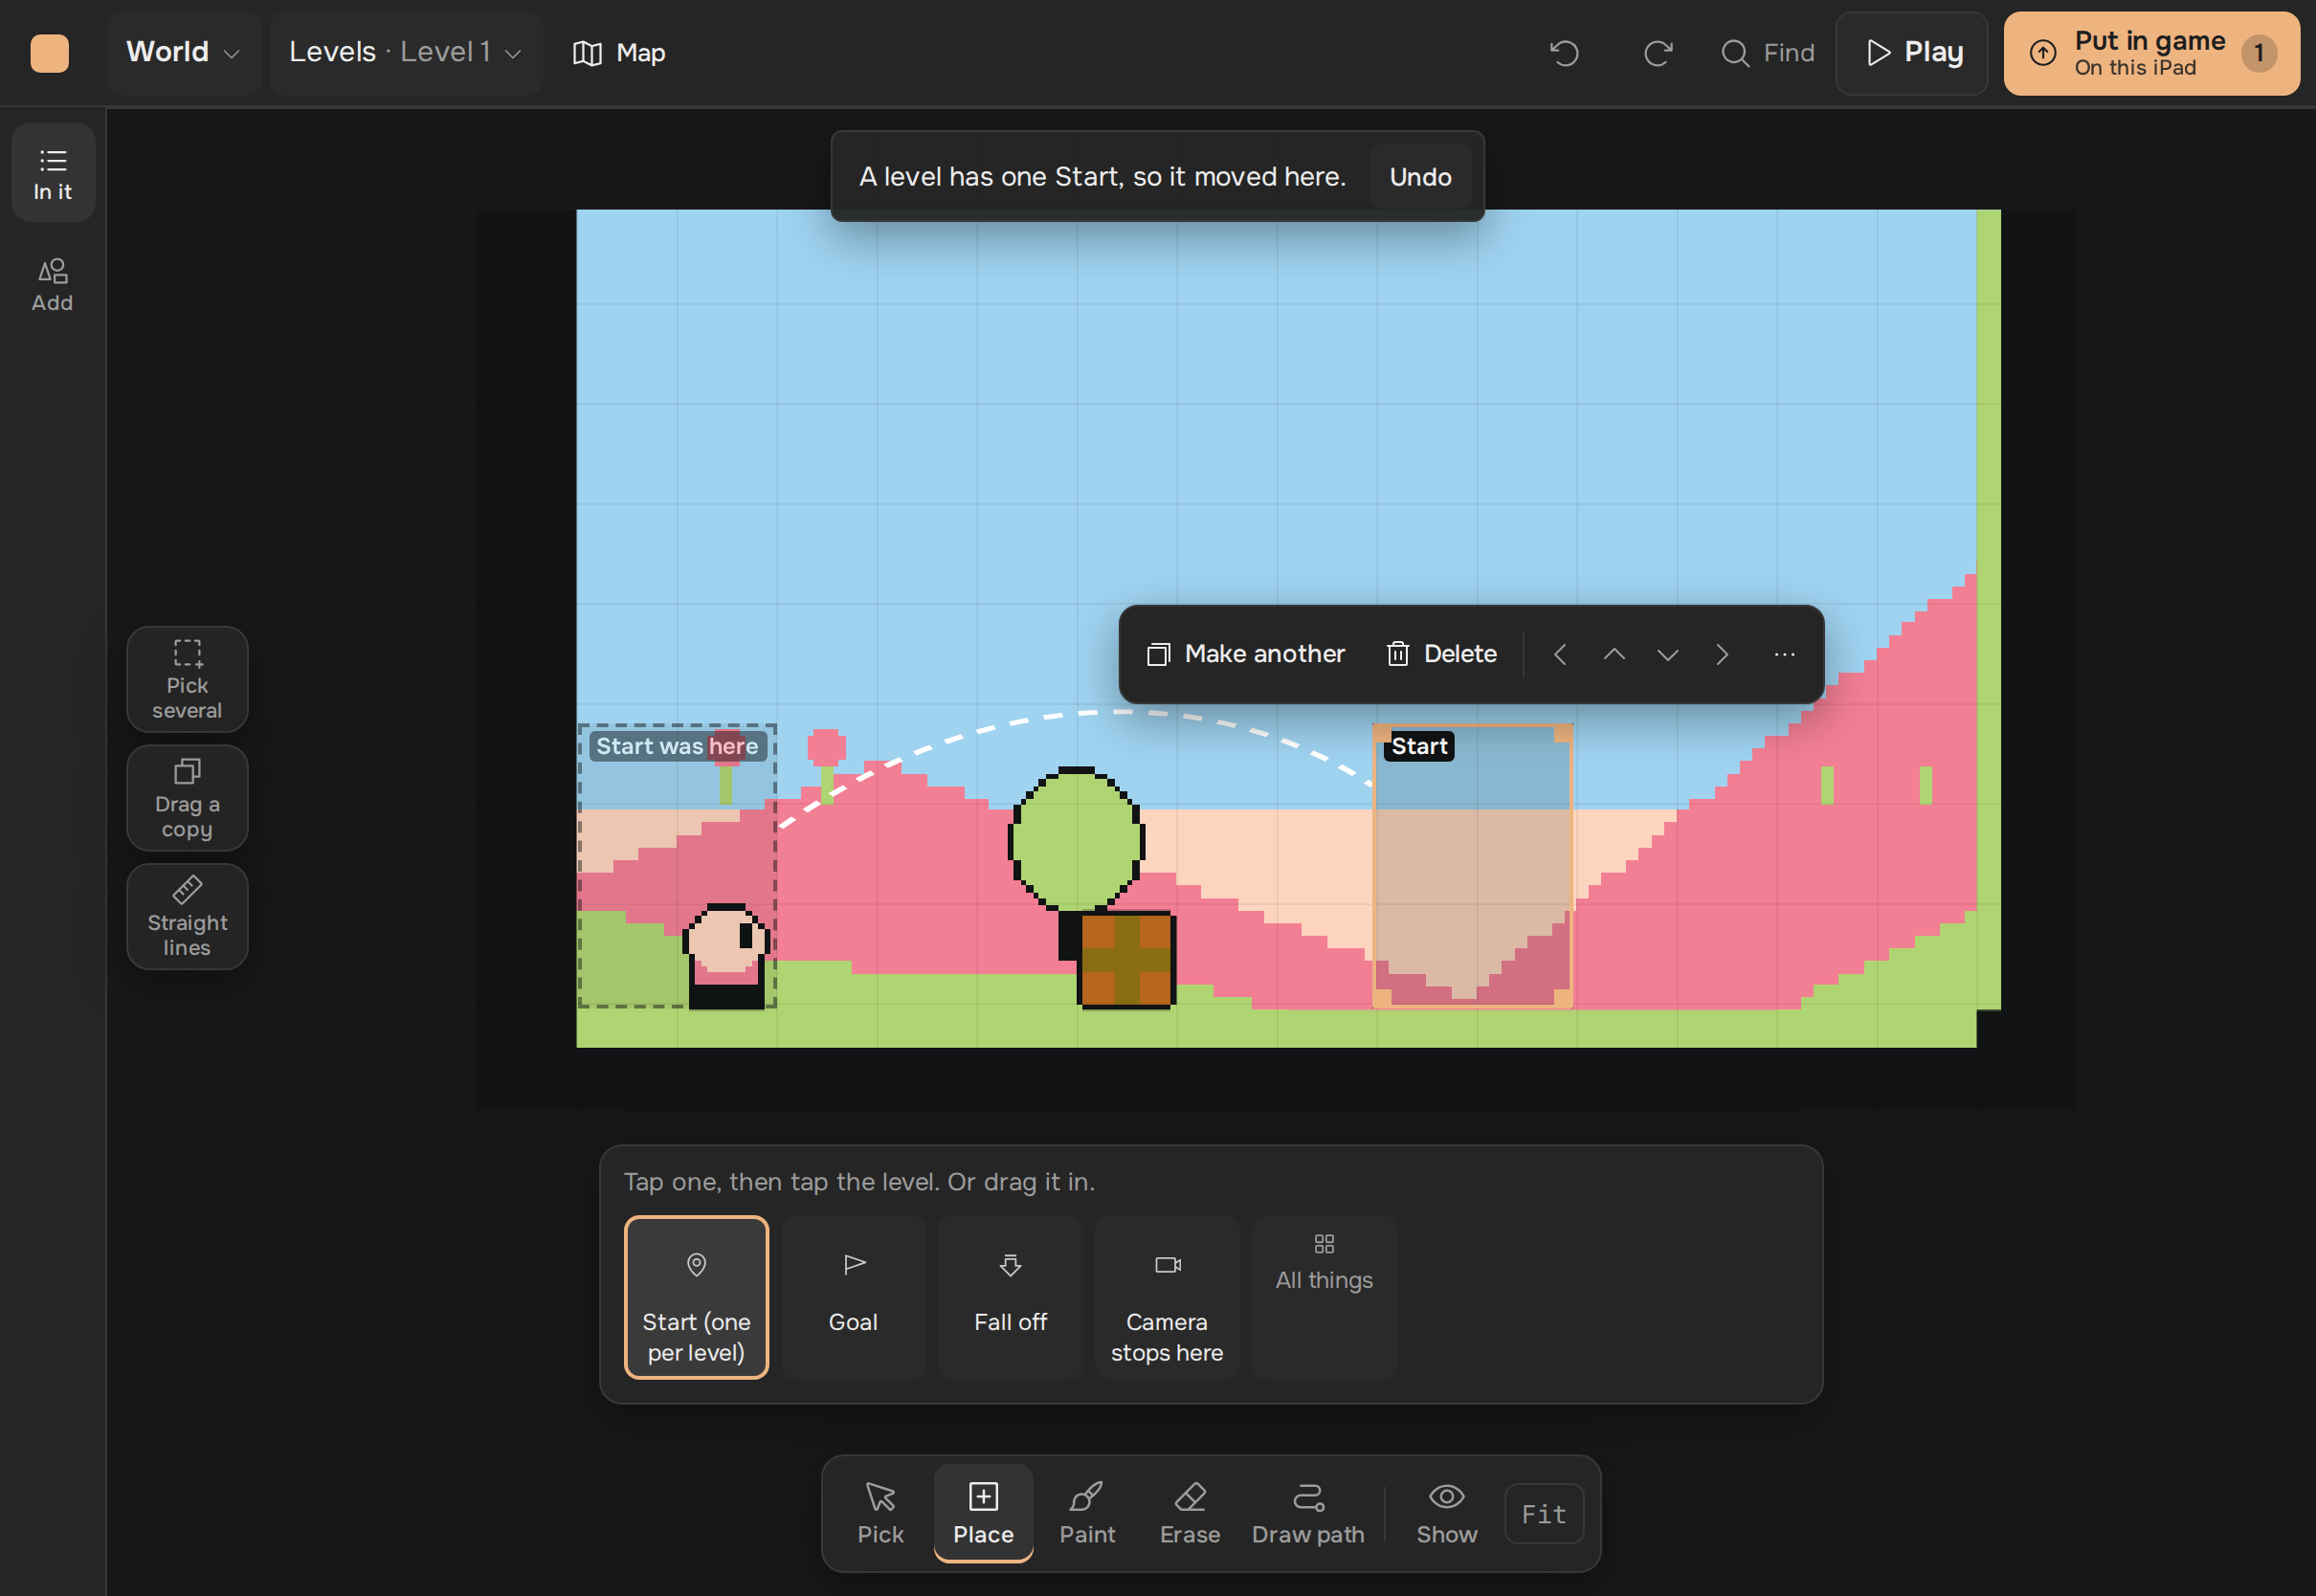 World
Levels · Level 1
Map
Find
Play
Put in game
On this iPad
1
In it
Add
A level has one Start, so it moved here.
Undo
Make another
Delete
Pick
several
Drag a
copy
Straight
lines
Start was here
Start
Tap one, then tap the level. Or drag it in.
Start (one
per level)
Goal
Fall off
Camera
stops here
All things
Pick
Place
Paint
Erase
Draw path
Show
Fit